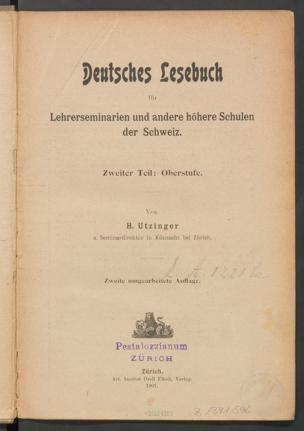 Deutsches Lesebuch
für
Lehrerseminarien und andere höhere Schulen
der Schweiz.
Zweiter Teil: Oberstufe.
Von
H. Utzinger
a. Seminardirektor in Küsnacht bei Zürich.
Zweite umgearbeitete Auflage.
Pestalozzianum
ZÜRICH
Zürich.
Art. Institut Orell Füssli, Verlag.